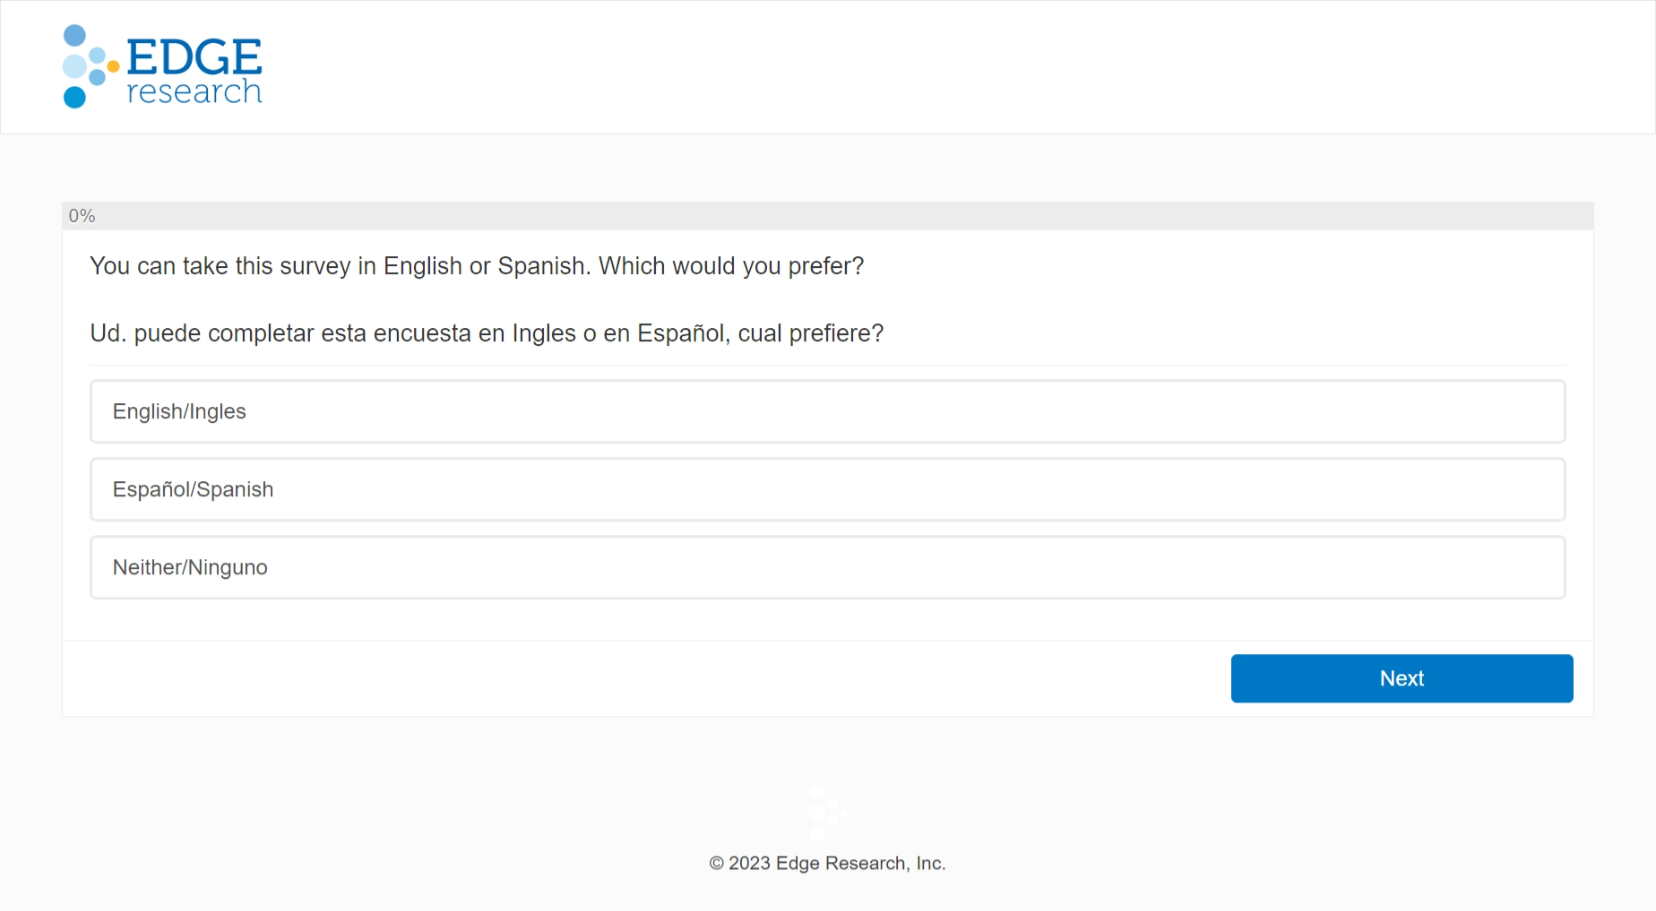 EDGE
research
0%
You can take this survey in English or Spanish. Which would you prefer?
Ud. puede completar esta encuesta en Ingles o en Español, cual prefiere?
English/Ingles
Español/Spanish
Neither/Ninguno
Next
© 2023 Edge Research, Inc.